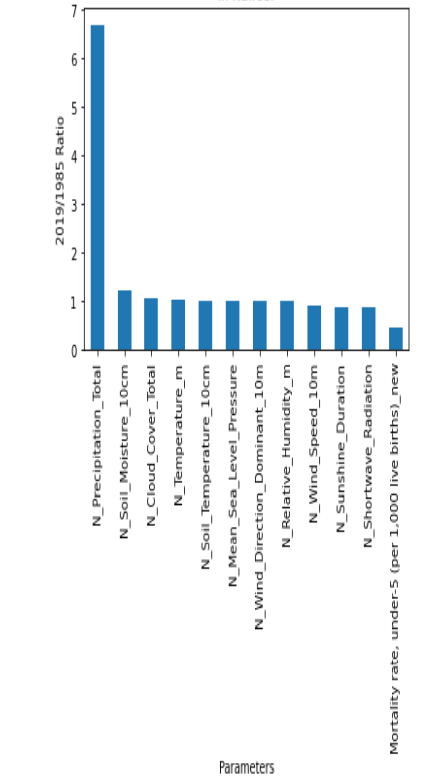 7
6
5
4
3
2
1
0
2019/1985 Ratio
N_Precipitation_Total
N_Soil_Moisture_10cm
N_Cloud_Cover_Total
N_Temperature_m
N_Soil_Temperature_10cm
N_Mean_Sea_Level_Pressure
N_Wind_Direction_Dominant_10m
N_Relative_Humidity_m
N_Wind_Speed_10m
N_Sunshine_Duration
N_Shortwave_Radiation
Mortality rate, under-5 (per 1,000 live births)_new
Parameters